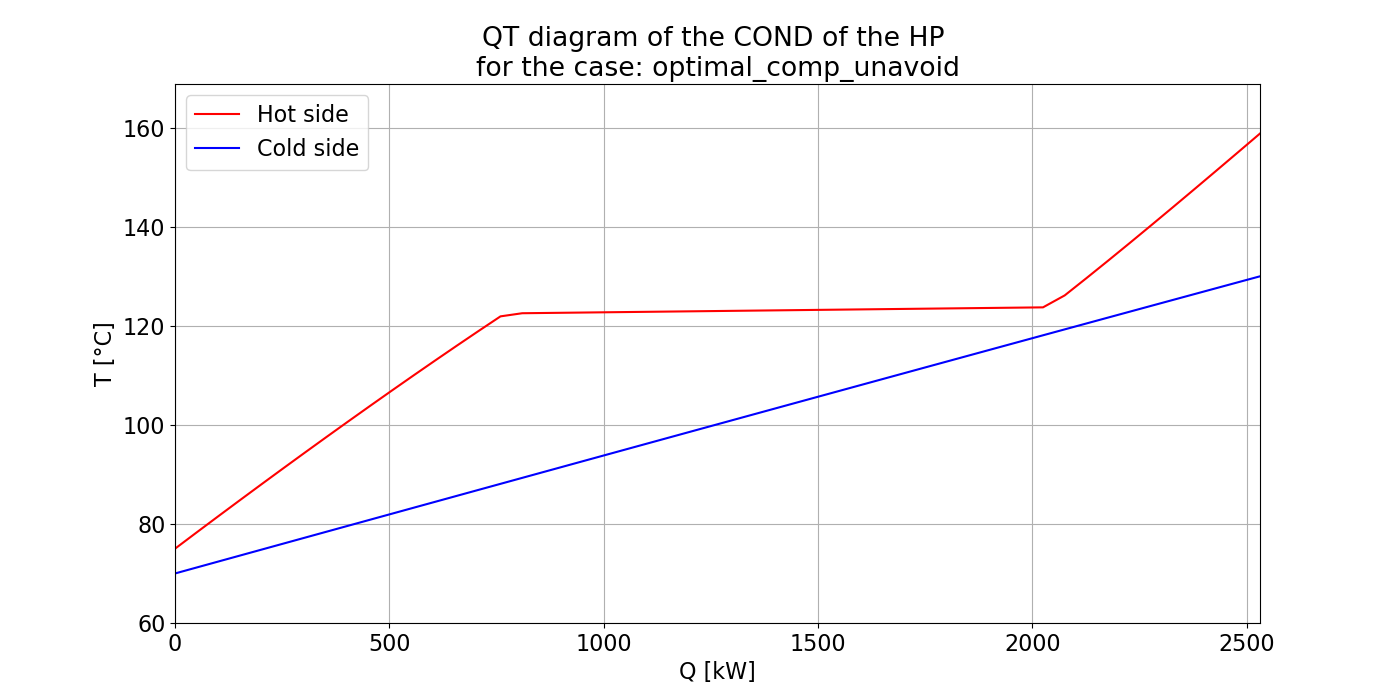 QT diagram of the COND of the HP
for the case: optimal_comp_unavoid
Hot side
Cold side
T [°C]
160
140
120
100
80
60
0 500 1000 1500 2000 2500
Q [kW]